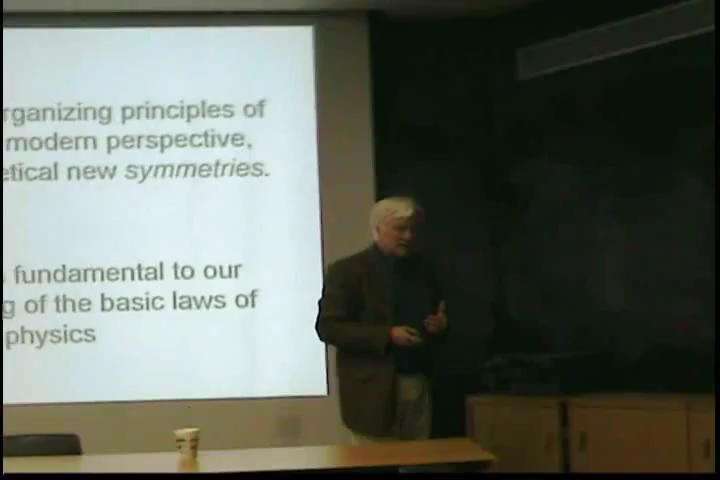 rganizing principles of
modern perspective,
etical new symmetries.
fundamental to our
g of the basic laws of
physics